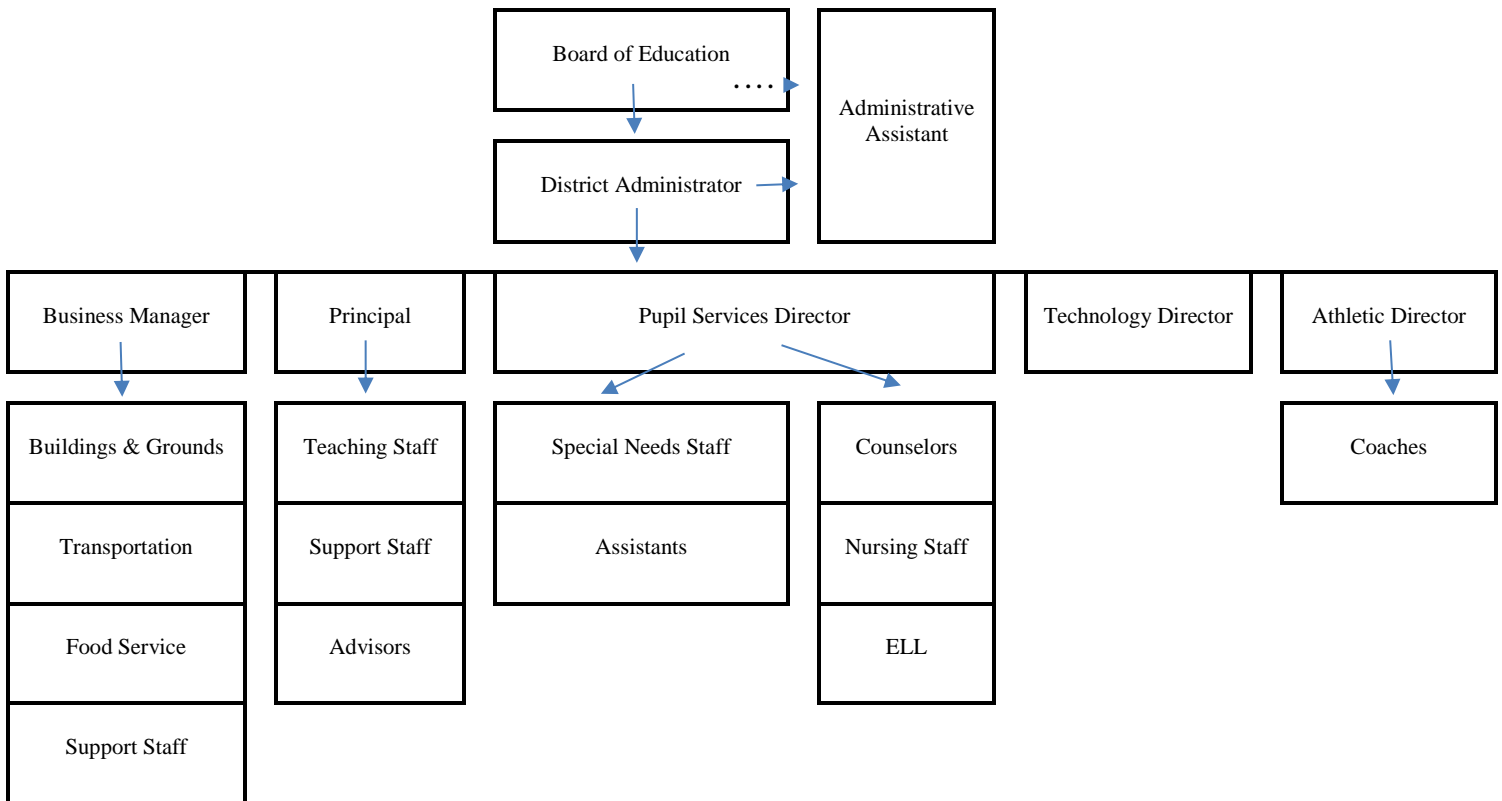 Board of Education
....
Administrative
Assistant
District Administrator
Business Manager
Principal
Pupil Services Director
Technology Director
Athletic Director
Buildings & Grounds
Teaching Staff
Special Needs Staff
Counselors
Coaches
Transportation
Support Staff
Assistants
Nursing Staff
Food Service
Advisors
ELL
Support Staff